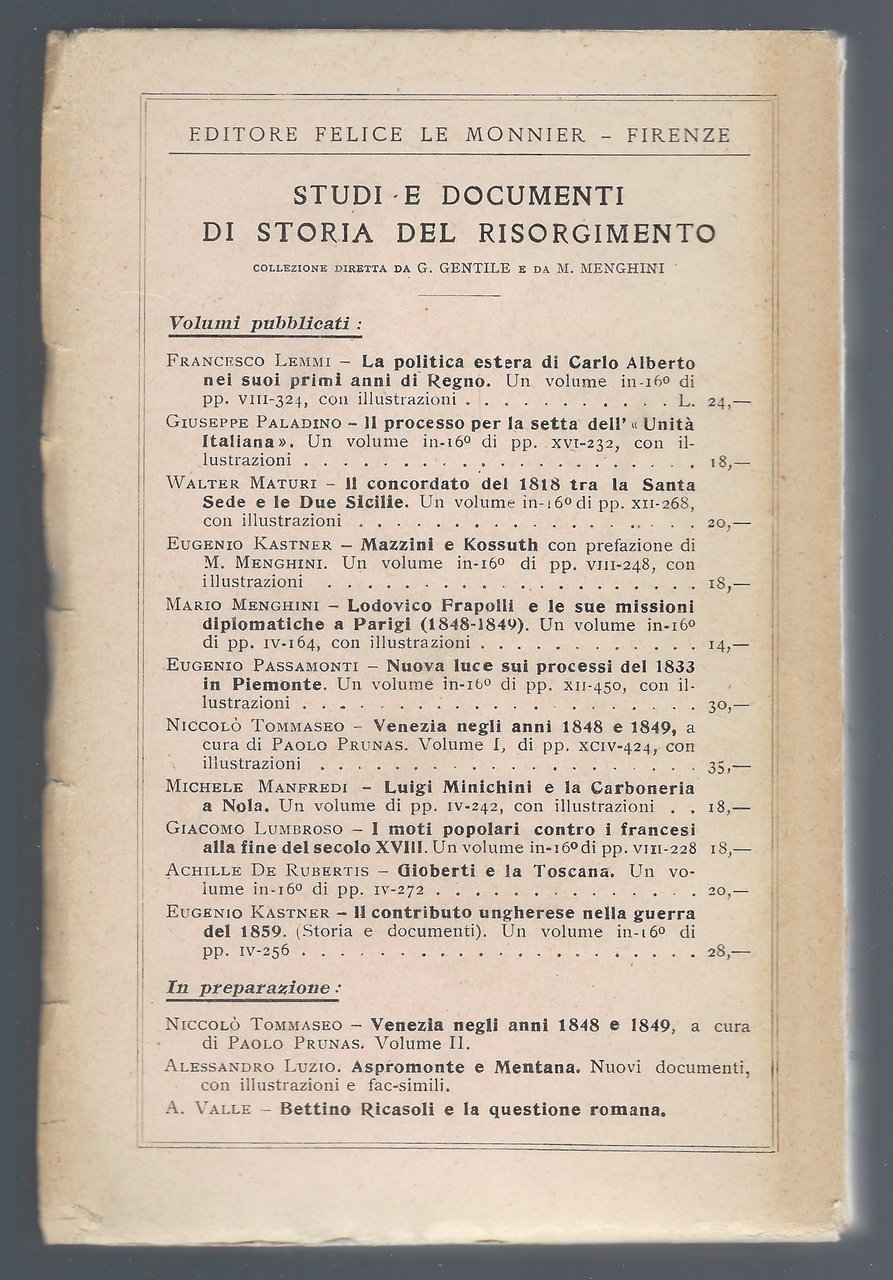 EDITORE FELICE LE MONNIER - FIRENZE
STUDI E DOCUMENTI
DI STORIA DEL RISORGIMENTO
COLLEZIONE DIRETTA DA G. GENTILE E DA M. MENGHINI
Volumi pubblicati :
FRANCESCO LEMMI - La politica estera di Carlo Alberto
nei suoi primi anni di Regno. Un volume in-16º di
pp. VIII-324, con illustrazioni . . . . . . . . . . . L. 24,—
GIUSEPPE PALADINO - Il processo per la setta dell' « Unità
Italiana ». Un volume in-16º di pp. XVI-232, con il-
lustrazioni . . . . . . . . . . . . . . . . . . . . 18,—
WALTER MATURI - Il concordato del 1818 tra la Santa
Sede e le Due Sicilie. Un volume in-16º di pp. XII-268,
con illustrazioni . . . . . . . . . . . . . . . . . . 20,—
EUGENIO KASTNER - Mazzini e Kossuth con prefazione di
M. MENGHINI. Un volume in-16º di pp. VIII-248, con
illustrazioni . . . . . . . . . . . . . . . . . . . 18,—
MARIO MENGHINI - Lodovico Frapolli e le sue missioni
diplomatiche a Parigi (1848-1849). Un volume in-16º
di pp. IV-164, con illustrazioni . . . . . . . . . . . 14,—
EUGENIO PASSAMONTI - Nuova luce sui processi del 1833
in Piemonte. Un volume in-16º di pp. XII-450, con il-
lustrazioni . . . . . . . . . . . . . . . . . . . . 30,—
NICCOLÒ TOMMASEO - Venezia negli anni 1848 e 1849, a
cura di PAOLO PRUNAS. Volume I, di pp. XCIV-424, con
illustrazioni . . . . . . . . . . . . . . . . . . . 35,—
MICHELE MANFREDI - Luigi Minichini e la Carboneria
a Nola. Un volume di pp. IV-242, con illustrazioni . . 18,—
GIACOMO LUMBROSO - I moti popolari contro i francesi
alla fine del secolo XVIII. Un volume in-16º di pp. VIII-228 18,—
ACHILLE DE RUBERTIS - Gioberti e la Toscana. Un vo-
lume in-16º di pp. IV-272 . . . . . . . . . . . . . . 20,—
EUGENIO KASTNER - Il contributo ungherese nella guerra
del 1859. (Storia e documenti). Un volume in-16º di
pp. IV-256 . . . . . . . . . . . . . . . . . . . . 28,—
In preparazione :
NICCOLÒ TOMMASEO - Venezia negli anni 1848 e 1849, a cura
di PAOLO PRUNAS. Volume II.
ALESSANDRO LUZIO. Aspromonte e Mentana. Nuovi documenti,
con illustrazioni e fac-simili.
A. VALLE - Bettino Ricasoli e la questione romana.